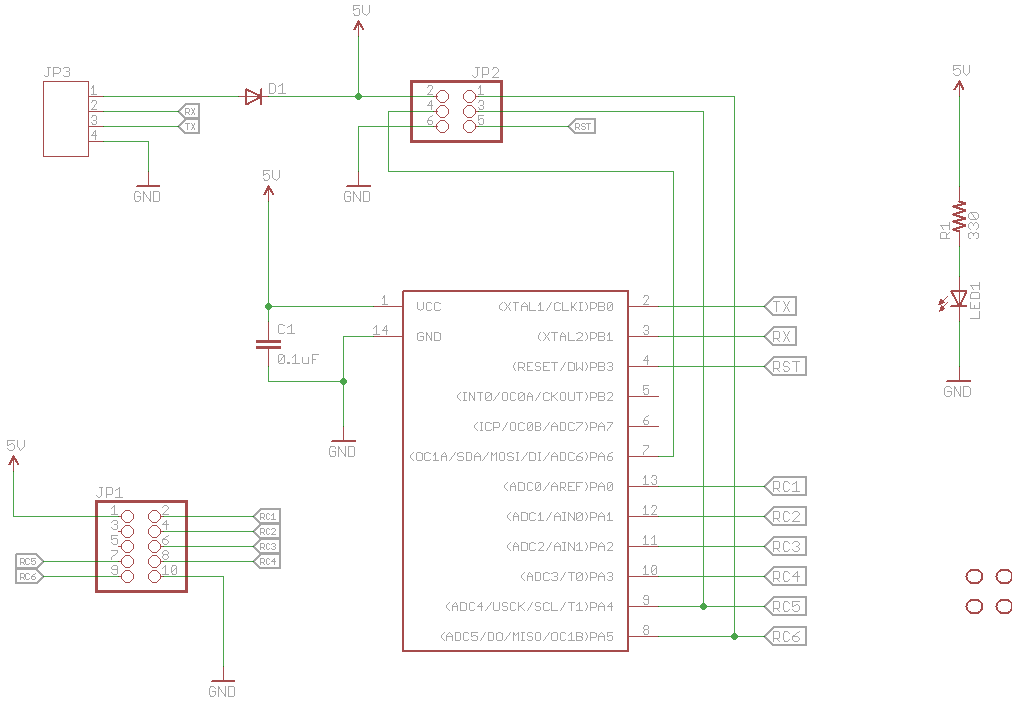 5V
JP3
1
2
3
4
RX
TX
GND
D1
JP2
2
4
6
1
3
5
RST
GND
5V
R1
330
LED1
GND
5V
C1
0.1uF
GND
1
14
VCC
GND
(XTAL1/CLKI)PB0
2
TX
(XTAL2)PB1
3
RX
(RESET/DW)PB3
4
RST
(INT0/OC0A/CKOUT)PB2
5
(ICP/OC0B/ADC7)PA7
6
(OC1A/SDA/MOSI/DI/ADC6)PA6
7
(ADC0/AREF)PA0
13
RC1
(ADC1/AIN0)PA1
12
RC2
(ADC2/AIN1)PA2
11
RC3
(ADC3/T0)PA3
10
RC4
(ADC4/USCK/SCL/T1)PA4
9
RC5
(ADC5/DO/MISO/OC1B)PA5
8
RC6
5V
JP1
1
3
5
7
9
2
4
6
8
10
RC5
RC6
RC1
RC2
RC3
RC4
GND